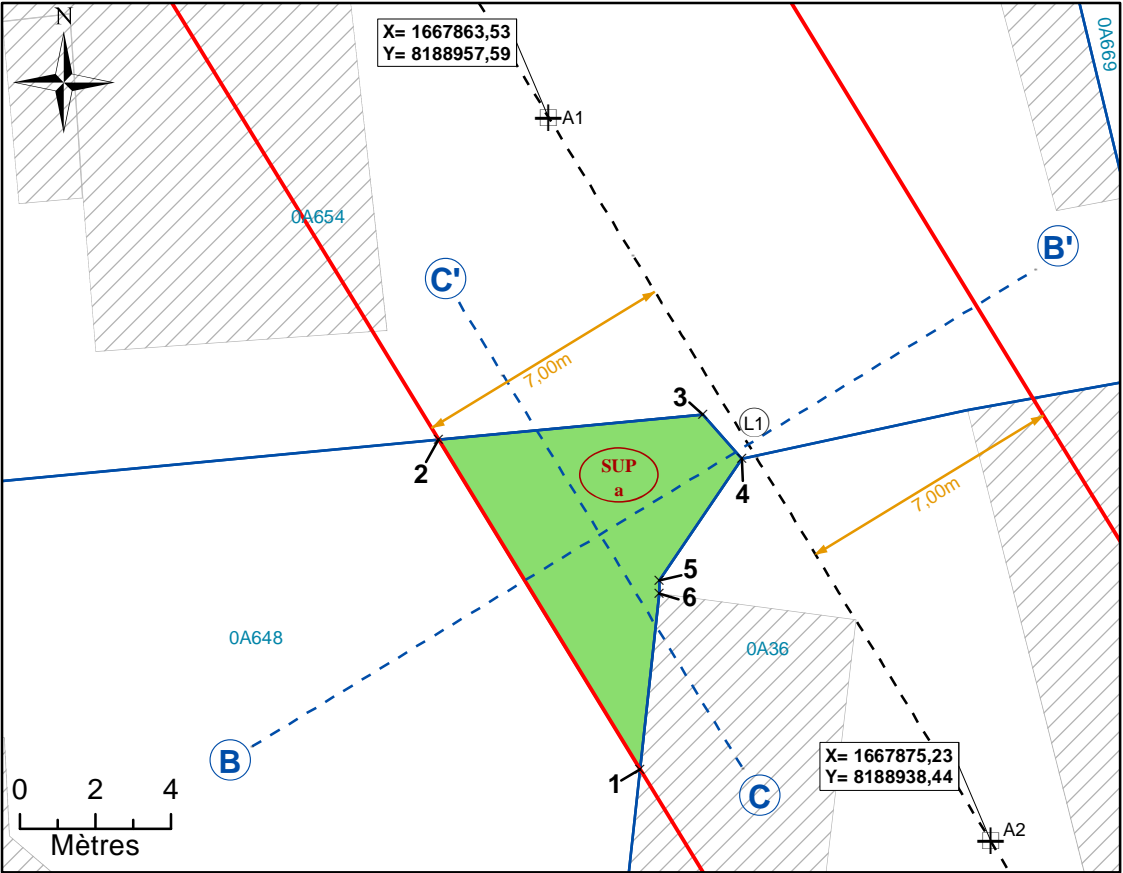 N
X= 1667863,53
Y= 8188957,59
A1
0A669
0A654
C'
B'
7,00m
3
L1
2
SUP
a
4
7,00m
5
6
0A648
0A36
B
X= 1667875,23
Y= 8188938,44
1
C
0 2 4
Mètres
A2